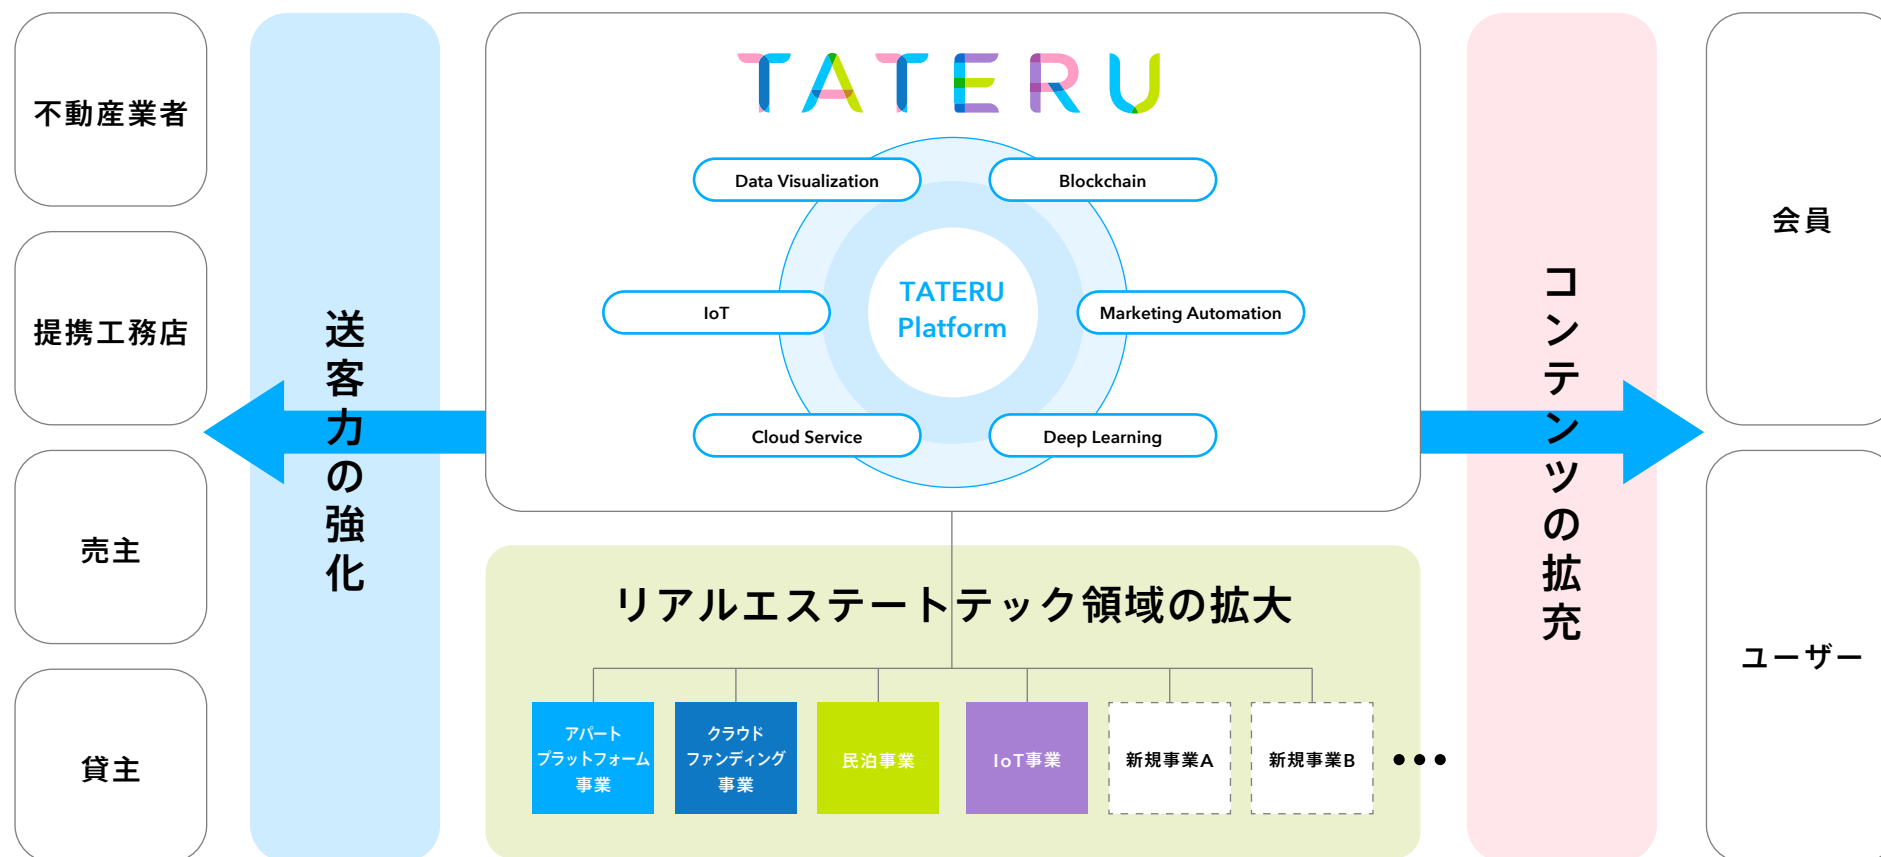 不動産業者
提携工務店
売主
貸主
送客力の強化
TATERU
Data Visualization
Blockchain
IoT
TATERU
Platform
Marketing Automation
Cloud Service
Deep Learning
リアルエステートテック領域の拡大
アパート
プラットフォーム
事業
クラウド
ファンディング
事業
民泊事業
IoT事業
新規事業A
新規事業B
•••
コンテンツの拡充
会員
ユーザー